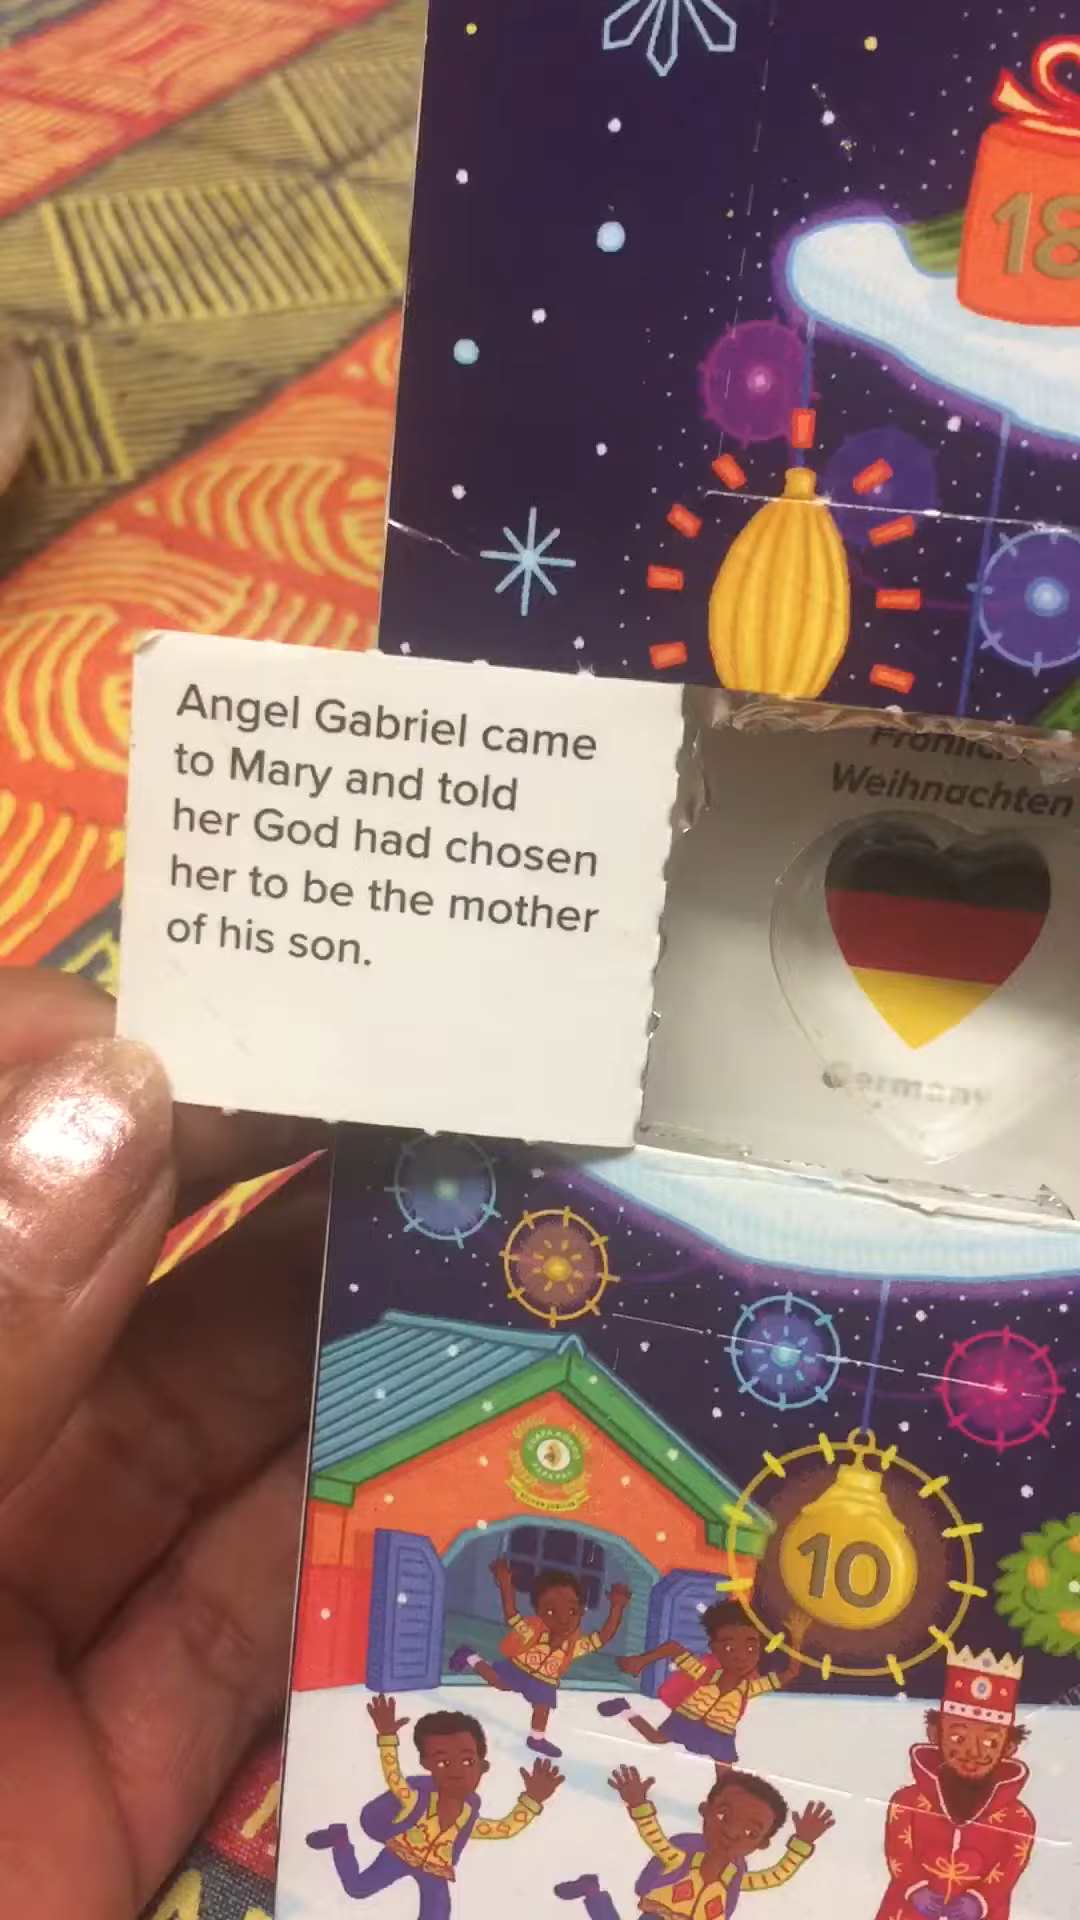 18
Angel Gabriel came
to Mary and told
her God had chosen
her to be the mother
of his son.
Weihnachten
Germany
10